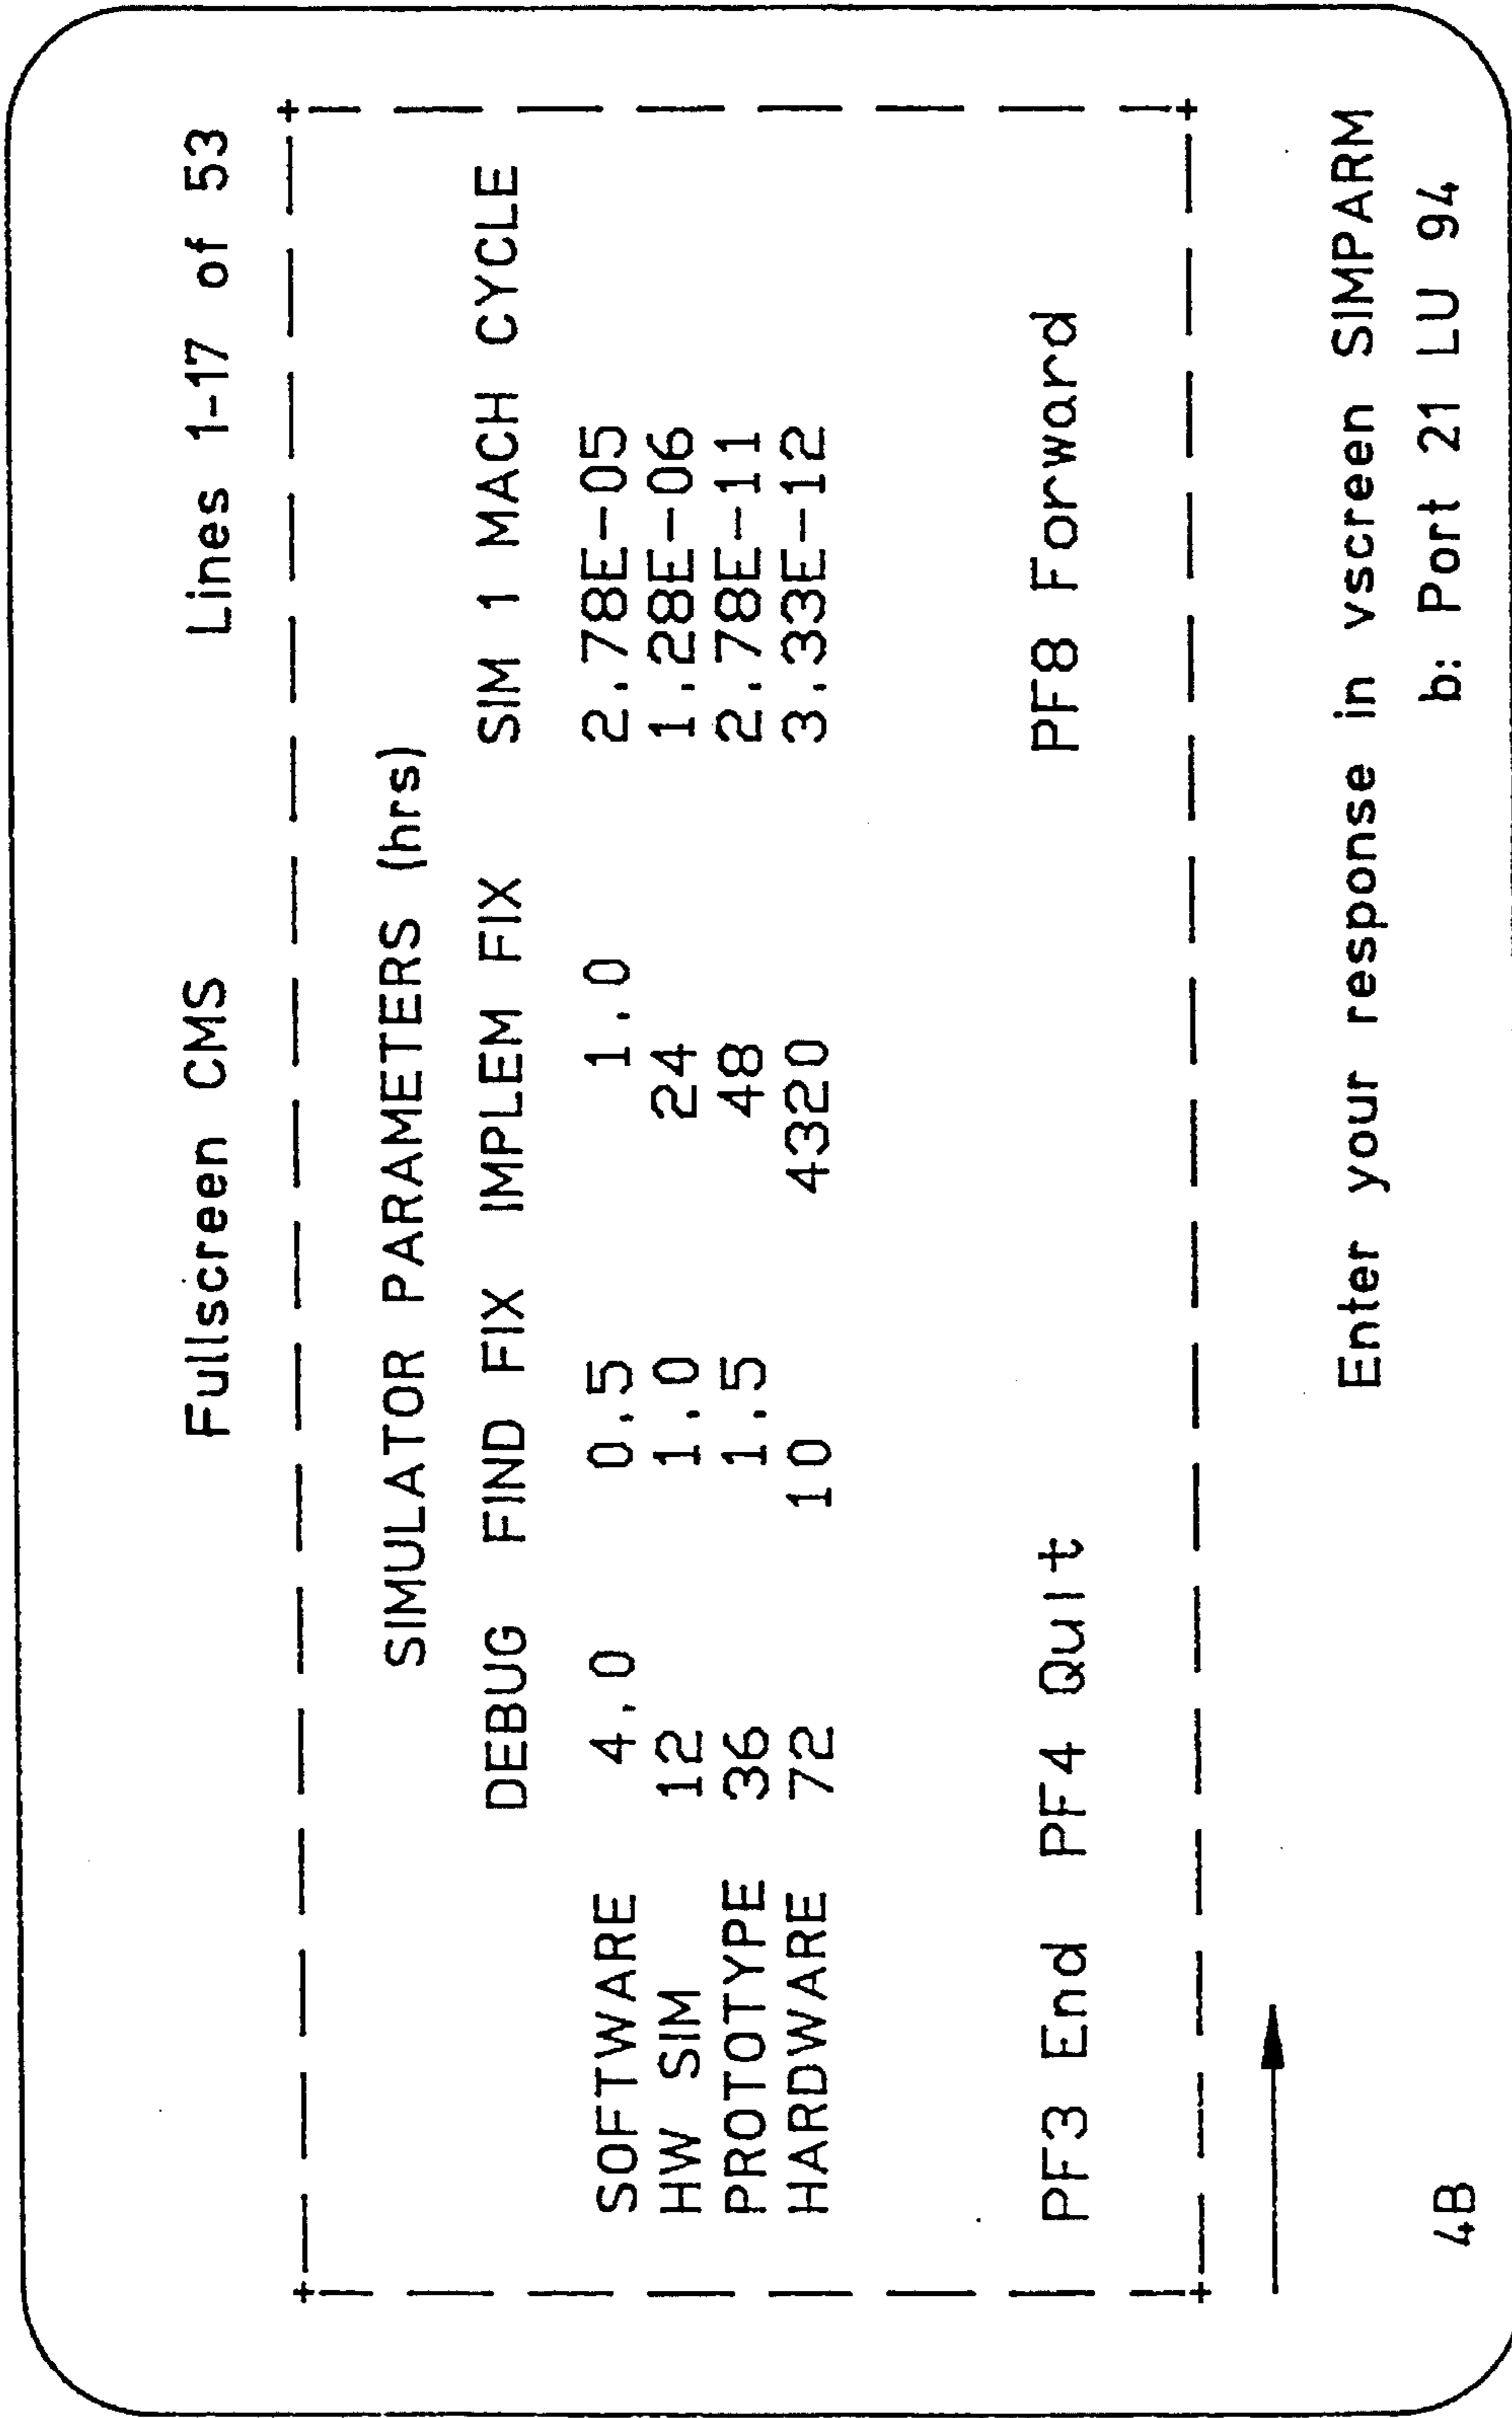 Fullscreen CMS Lines 1-17 of 53
SIMULATOR PARAMETERS (hrs)
DEBUG FIND FIX IMPLEM FIX SIM 1 MACH CYCLE
SOFTWARE 4.0 0.5 1.0 2.78E-05
HW SIM 12 1.0 24 1.28E-06
PROTOTYPE 36 1.5 48 2.78E-11
HARDWARE 72 10 4320 3.33E-12
PF3 End PF4 Quit PF8 Forward
Enter your response in vscreen SIMPARM
4B b: Port 21 LU 94